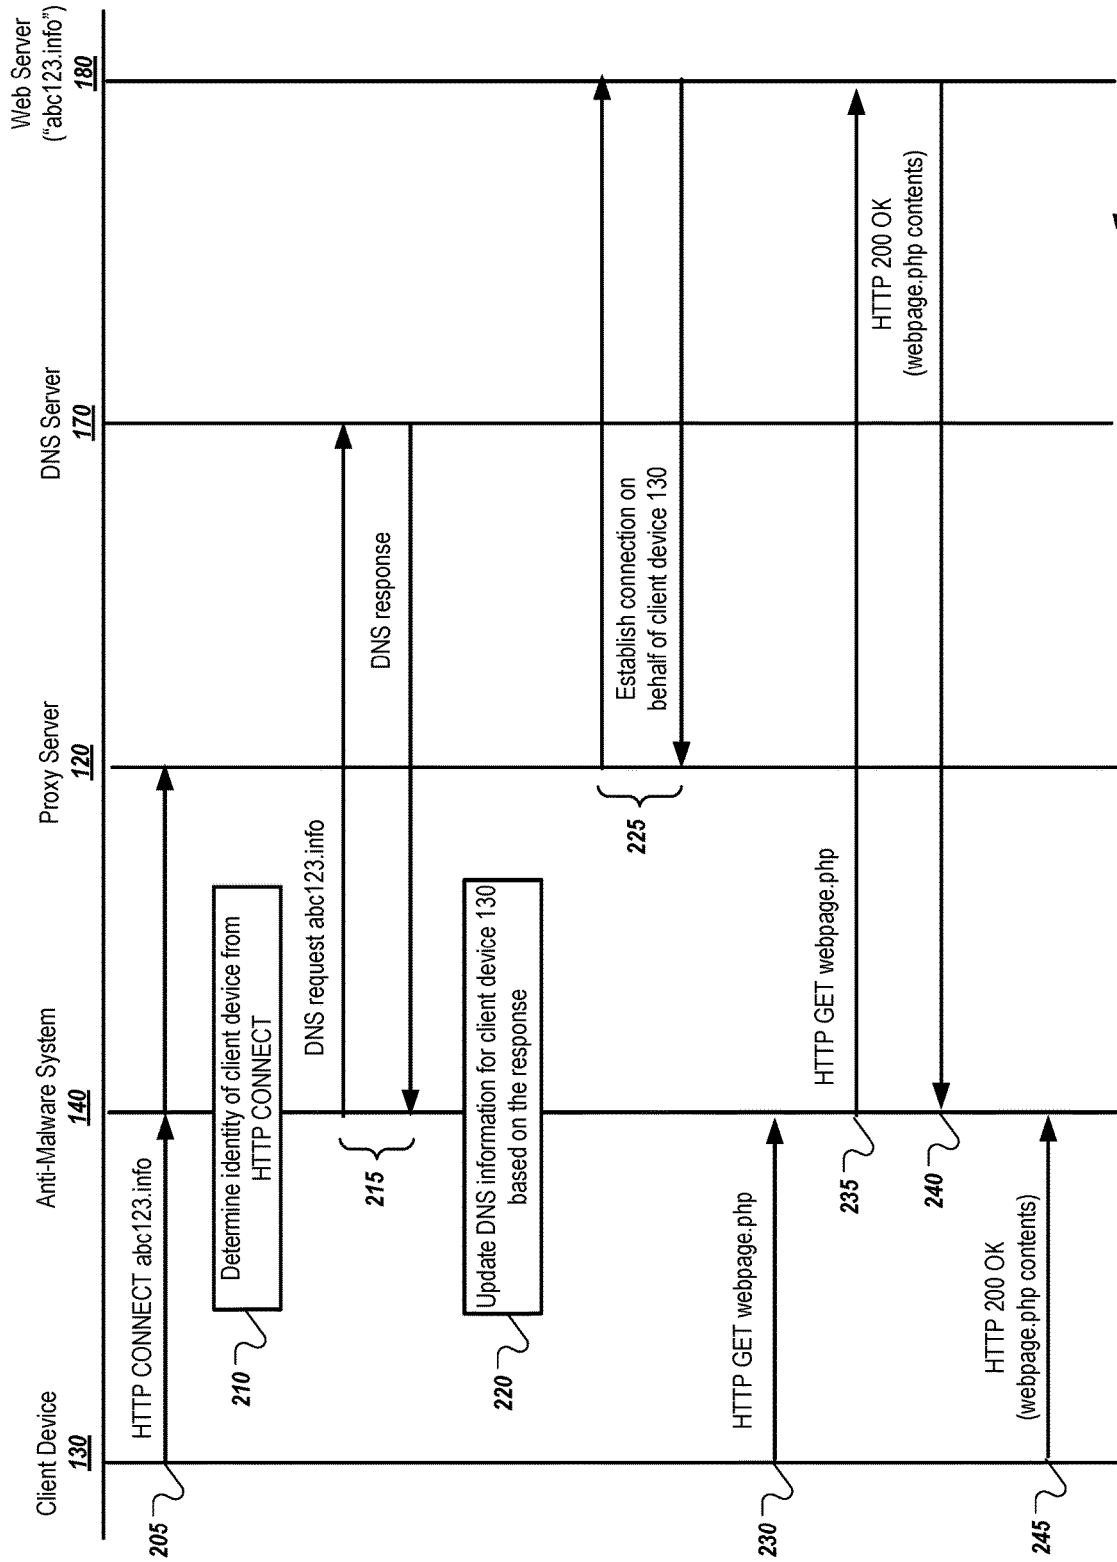 Client Device
130
Anti-Malware System
140
Proxy Server
120
DNS Server
170
Web Server
("abc123.info")
180
205
HTTP CONNECT abc123.info
210
Determine identity of client device from
HTTP CONNECT
215
DNS request abc123.info
DNS response
220
Update DNS information for client device 130
based on the response
225
Establish connection on
behalf of client device 130
230
HTTP GET webpage.php
235
HTTP GET webpage.php
240
HTTP 200 OK
(webpage.php contents)
245
HTTP 200 OK
(webpage.php contents)